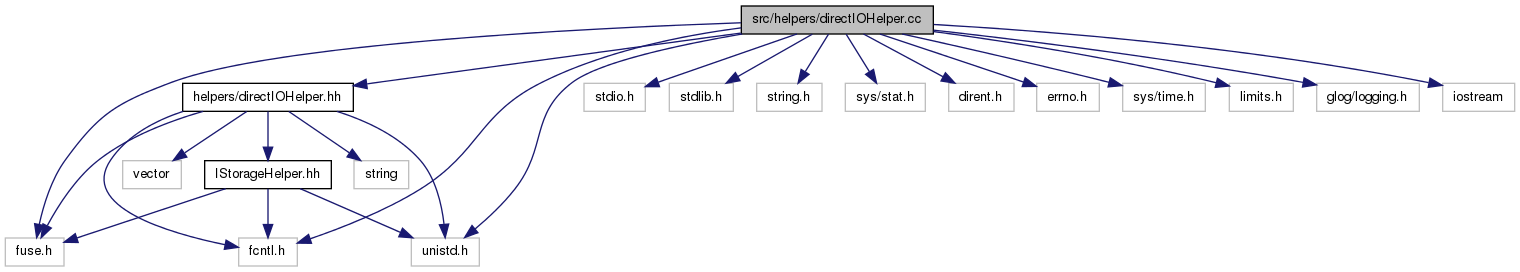 src/helpers/directIOHelper.cc
helpers/directIOHelper.hh
stdio.h
stdlib.h
string.h
sys/stat.h
dirent.h
errno.h
sys/time.h
limits.h
glog/logging.h
iostream
vector
IStorageHelper.hh
string
fuse.h
fcntl.h
unistd.h